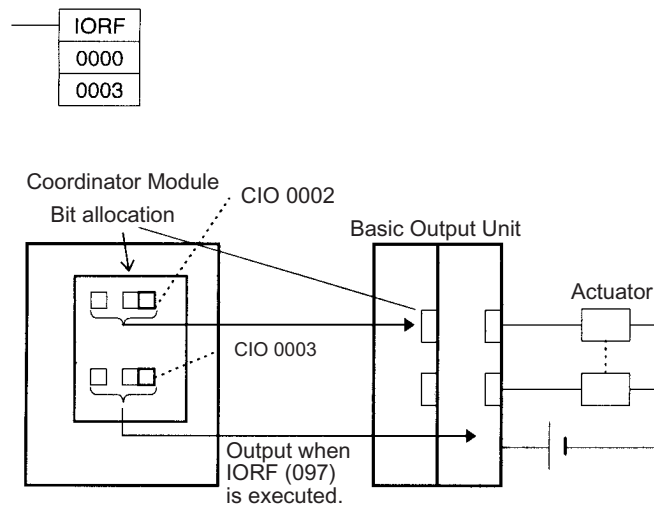 IORF
0000
0003
Coordinator Module
Bit allocation
CIO 0002
Basic Output Unit
Actuator
CIO 0003
Output when
IORF (097)
is executed.